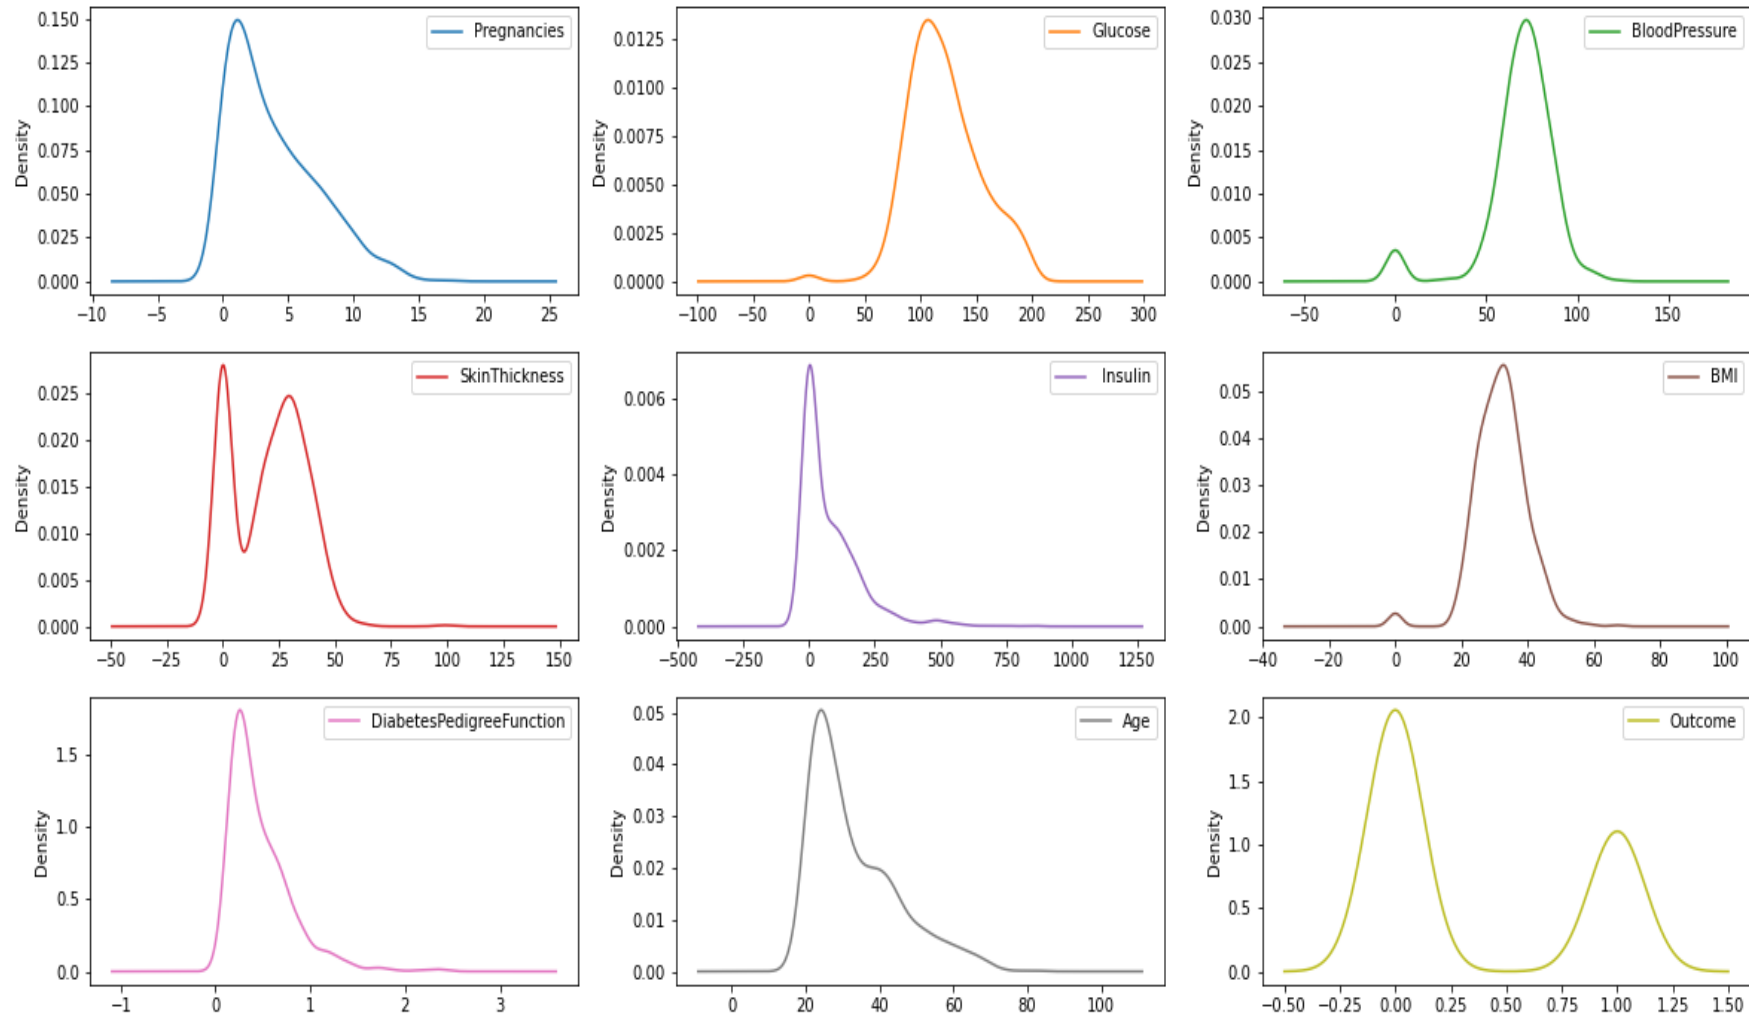 Pregnancies
Density
0.150
0.125
0.100
0.075
0.050
0.025
0.000
−10 −5 0 5 10 15 20 25
Glucose
Density
0.0125
0.0100
0.0075
0.0050
0.0025
0.0000
−100 −50 0 50 100 150 200 250 300
BloodPressure
Density
0.030
0.025
0.020
0.015
0.010
0.005
0.000
−50 0 50 100 150
SkinThickness
Density
0.025
0.020
0.015
0.010
0.005
0.000
−50 −25 0 25 50 75 100 125 150
Insulin
Density
0.006
0.004
0.002
0.000
−500 −250 0 250 500 750 1000 1250
BMI
Density
0.05
0.04
0.03
0.02
0.01
0.00
−40 −20 0 20 40 60 80 100
DiabetesPedigreeFunction
Density
1.5
1.0
0.5
0.0
−1 0 1 2 3
Age
Density
0.05
0.04
0.03
0.02
0.01
0.00
0 20 40 60 80 100
Outcome
Density
2.0
1.5
1.0
0.5
0.0
−0.50 −0.25 0.00 0.25 0.50 0.75 1.00 1.25 1.50